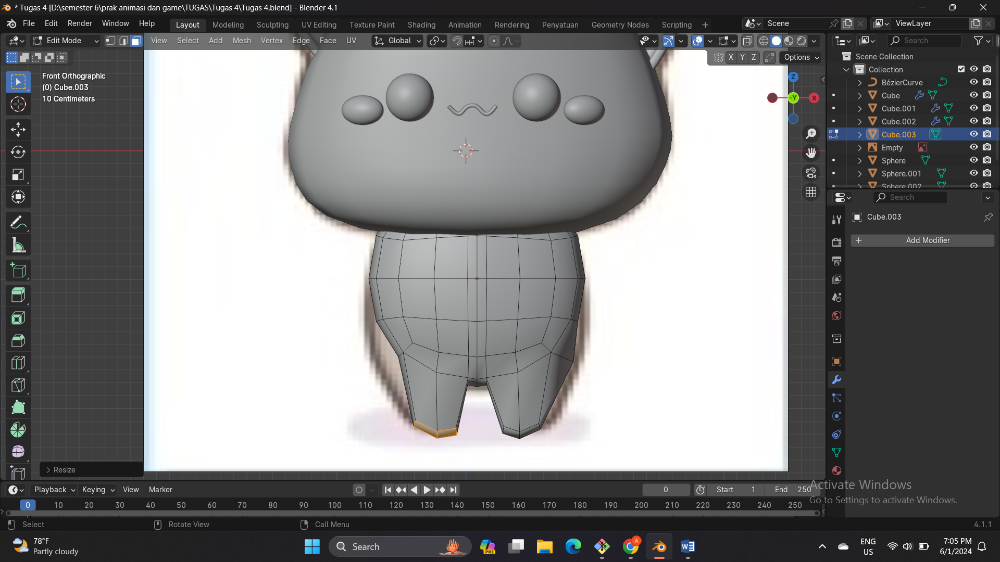 * Tugas 4 [D:\semester 6\prak animasi dan game\TUGAS\Tugas 4\Tugas 4.blend] - Blender 4.1
File Edit Render Window Help
Layout Modeling Sculpting UV Editing Texture Paint Shading Animation Rendering Penyatuan Geometry Nodes Scripting +
Scene
ViewLayer
Edit Mode
View Select Add Mesh Vertex Edge Face UV
Global
Search
X Y Z
Options
Front Orthographic
(0) Cube.003
10 Centimeters
Z
-Y
X
Scene Collection
Collection
BézierCurve
Cube
Cube.001
Cube.002
Cube.003
Empty
Sphere
Sphere.001
Sphere.002
Search
Cube.003
+ Add Modifier
> Resize
Playback Keying View Marker
0
Start 1
End 250
0 10 20 30 40 50 60 70 80 90 100 110 120 130 140 150 160 170 180 190 200 210 220 230 240 250
Activate Windows
Go to Settings to activate Windows.
Select
Rotate View
Call Menu
4.1.1
78°F
Partly cloudy
Search
PRE
A
W
ENG
US
7:05 PM
6/1/2024